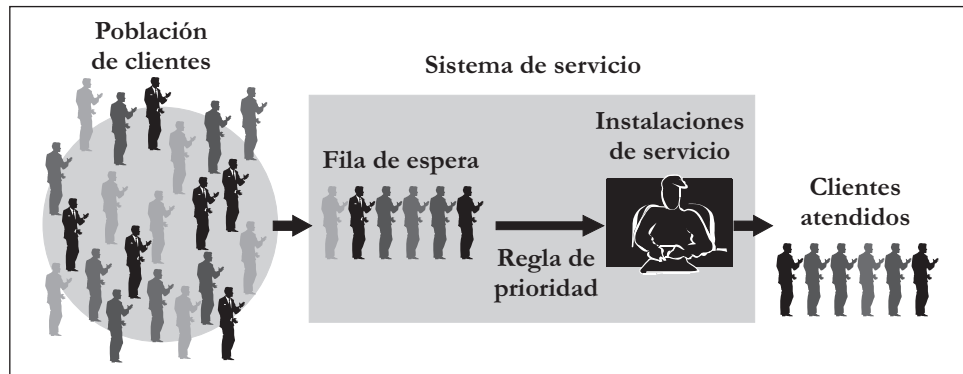 Población
de clientes
Sistema de servicio
Fila de espera
Instalaciones
de servicio
Regla de
prioridad
Clientes
atendidos